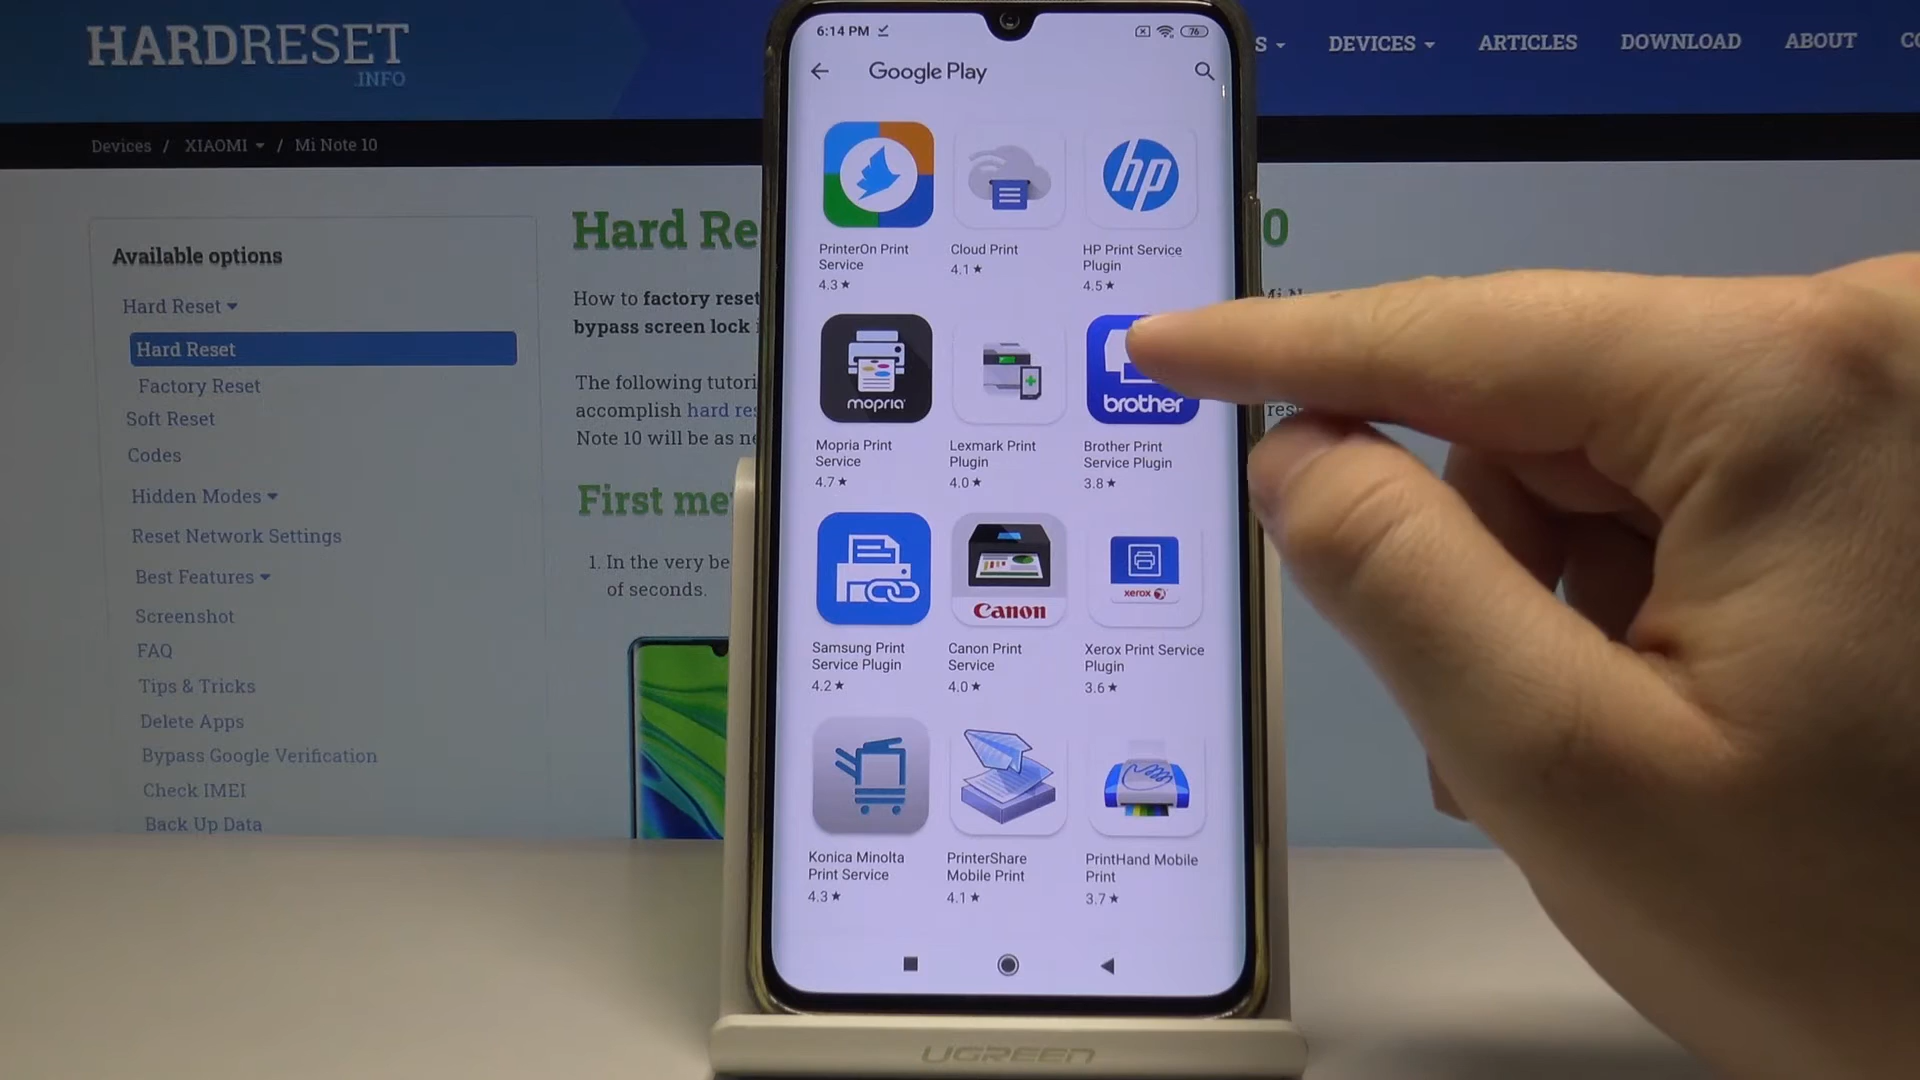 HARDRESET
.INFO
DEVICES
ARTICLES
DOWNLOAD
ABOUT
Devices / XIAOMI / Mi Note 10
Available options
Hard Reset
Hard Reset
Factory Reset
Soft Reset
Codes
Hidden Modes
Reset Network Settings
Best Features
Screenshot
FAQ
Tips & Tricks
Delete Apps
Bypass Google Verification
Check IMEI
Back Up Data
Hard Re
0
How to factory reset
bypass screen lock
The following tutori
accomplish hard res
Note 10 will be as ne
First me
1. In the very be
of seconds.
6:14 PM
76
Google Play
hp
PrinterOn Print
Service
4.3★
Cloud Print
4.1★
HP Print Service
Plugin
4.5★
mopria
brother
Mopria Print
Service
4.7★
Lexmark Print
Plugin
4.0★
Brother Print
Service Plugin
3.8★
Canon
xerox
Samsung Print
Service Plugin
4.2★
Canon Print
Service
4.0★
Xerox Print Service
Plugin
3.6★
Konica Minolta
Print Service
4.3★
PrinterShare
Mobile Print
4.1★
PrintHand Mobile
Print
3.7★
UGREEN